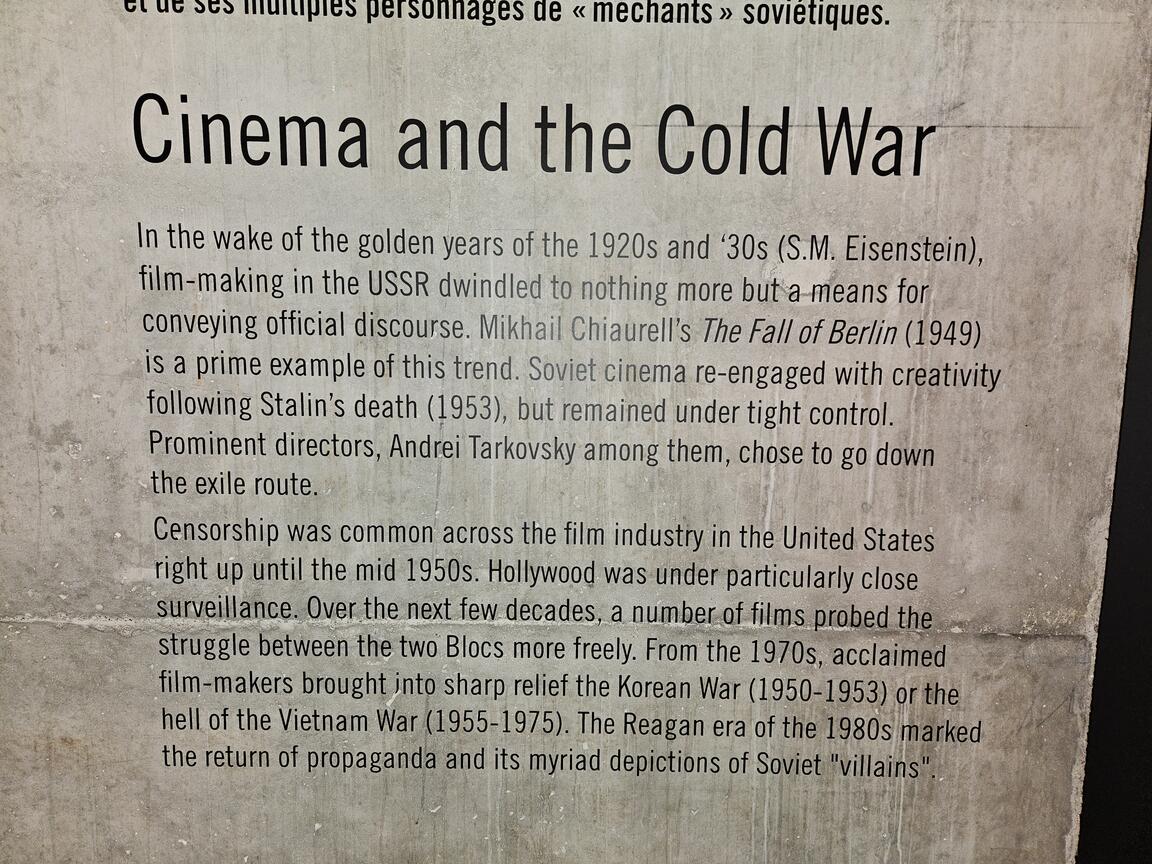 et de ses multiples personnages de « méchants » soviétiques.
Cinema and the Cold War
In the wake of the golden years of the 1920s and ‘30s (S.M. Eisenstein),
film-making in the USSR dwindled to nothing more but a means for
conveying official discourse. Mikhail Chiaurell’s The Fall of Berlin (1949)
is a prime example of this trend. Soviet cinema re-engaged with creativity
following Stalin’s death (1953), but remained under tight control.
Prominent directors, Andrei Tarkovsky among them, chose to go down
the exile route.
Censorship was common across the film industry in the United States
right up until the mid 1950s. Hollywood was under particularly close
surveillance. Over the next few decades, a number of films probed the
struggle between the two Blocs more freely. From the 1970s, acclaimed
film-makers brought into sharp relief the Korean War (1950-1953) or the
hell of the Vietnam War (1955-1975). The Reagan era of the 1980s marked
the return of propaganda and its myriad depictions of Soviet "villains".